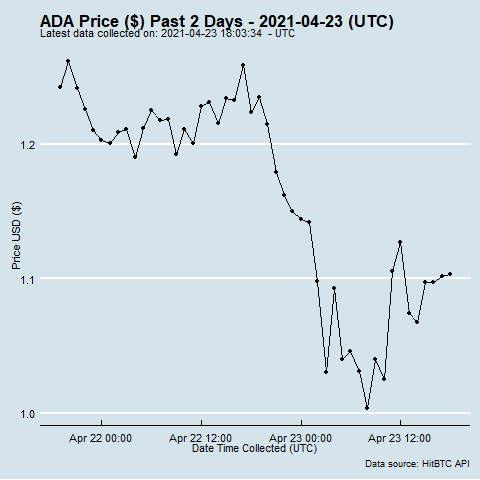 ADA Price ($) Past 2 Days - 2021-04-23 (UTC)
Latest data collected on: 2021-04-23 18:03:34 - UTC
1.2
1.1
1.0
Price USD ($)
Apr 22 00:00 Apr 22 12:00 Apr 23 00:00 Apr 23 12:00
Date Time Collected (UTC)
Data source: HitBTC API